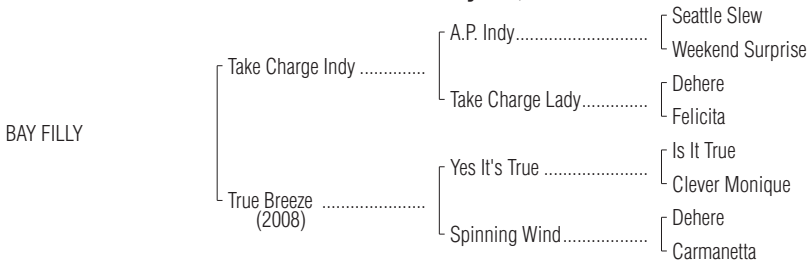 Seattle Slew
A.P. Indy..............................
Weekend Surprise
Take Charge Indy ...............
Dehere
Take Charge Lady...............
Felicita
BAY FILLY
Is It True
Yes It's True ........................
Clever Monique
True Breeze ........................
(2008)
Dehere
Spinning Wind....................
Carmanetta